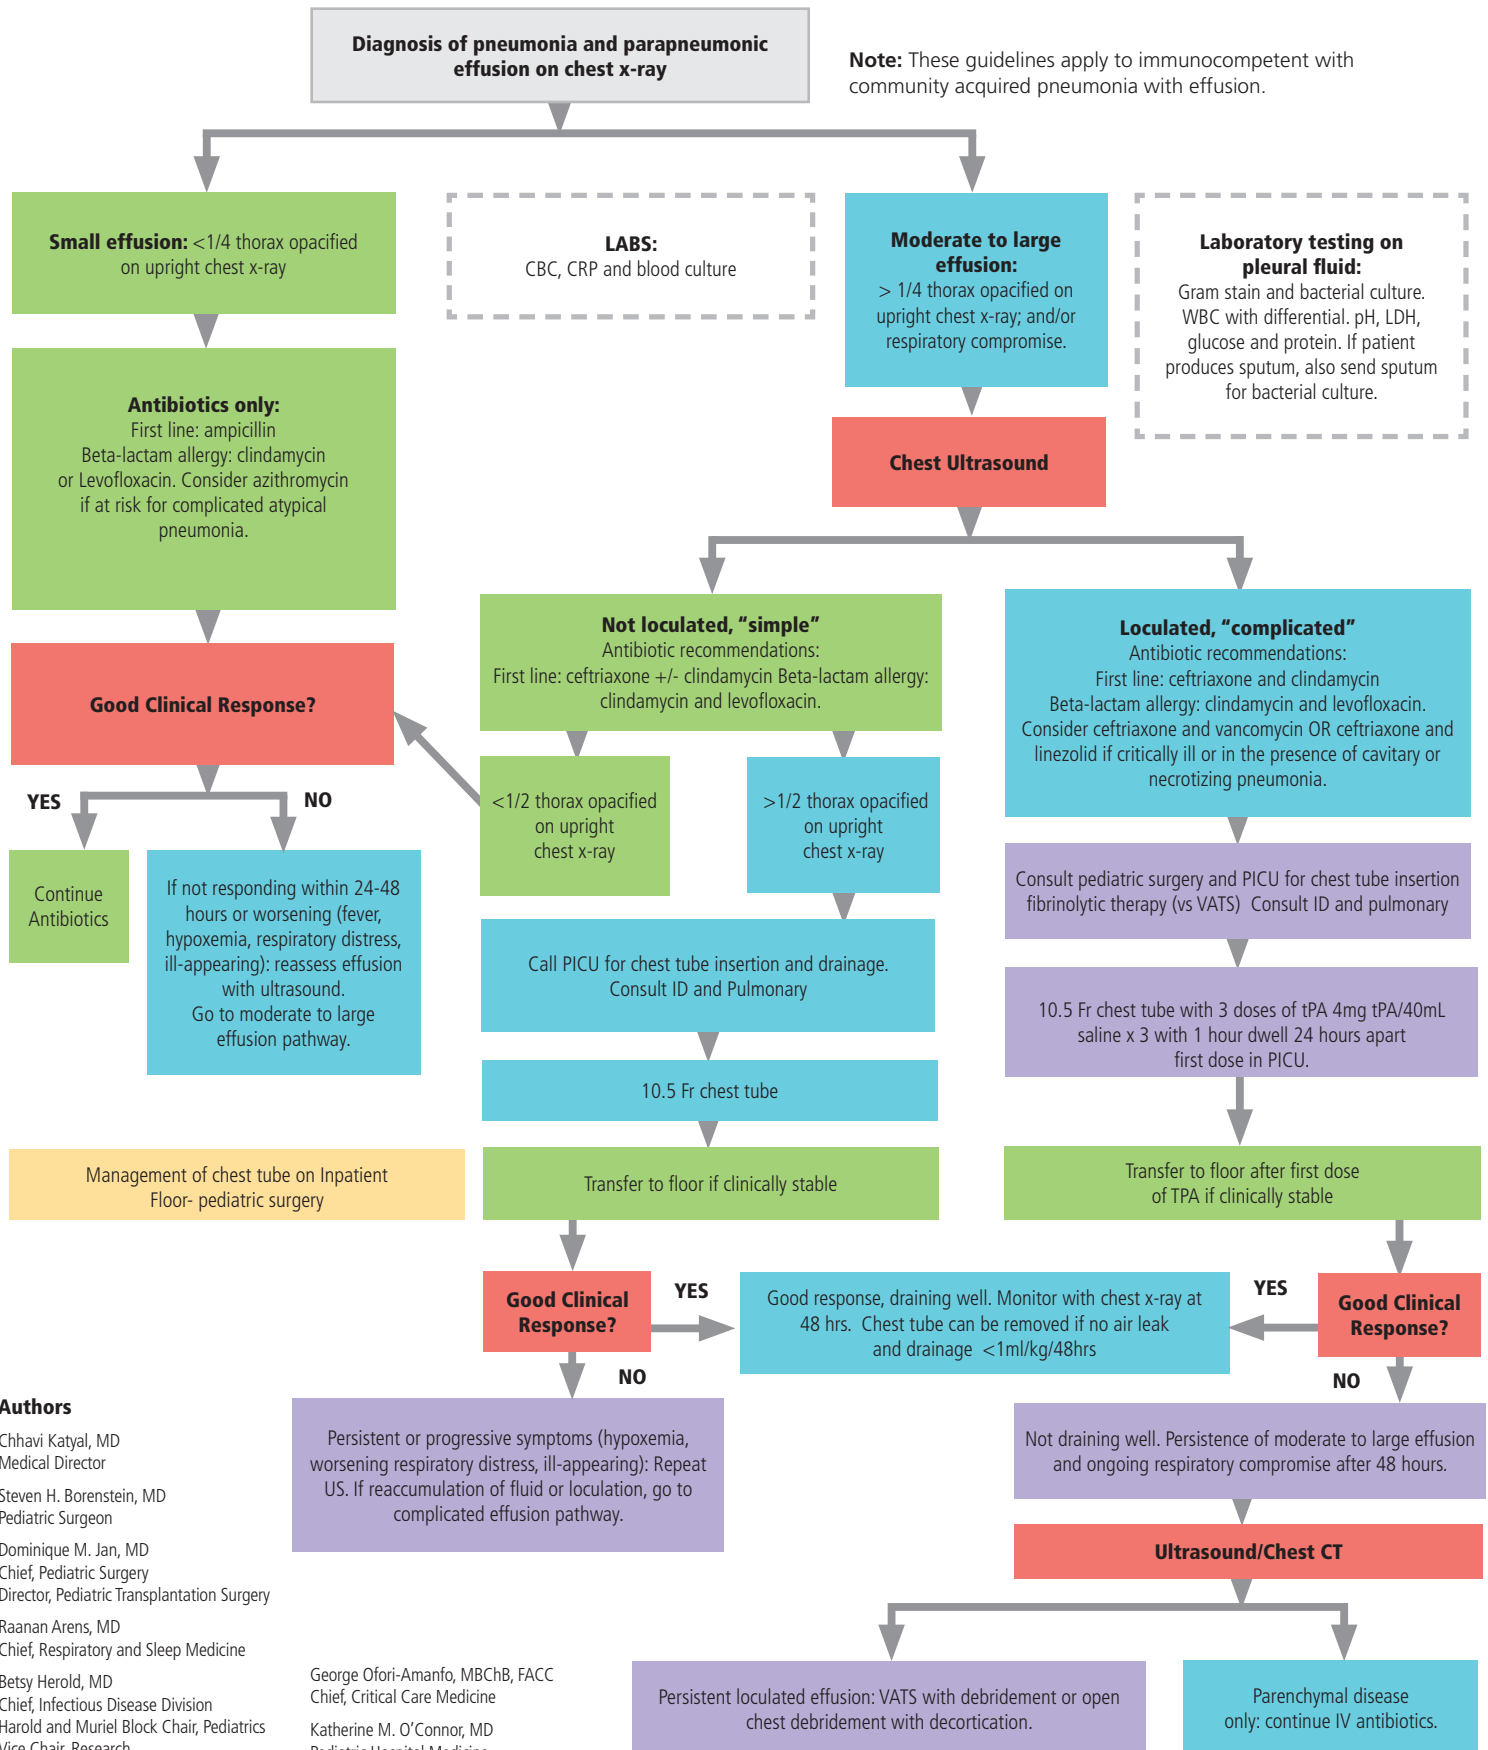 Diagnosis of pneumonia and parapneumonic
effusion on chest x-ray
Note: These guidelines apply to immunocompetent with
community acquired pneumonia with effusion.
Small effusion: <1/4 thorax opacified
on upright chest x-ray
LABS:
CBC, CRP and blood culture
Moderate to large
effusion:
> 1/4 thorax opacified on
upright chest x-ray; and/or
respiratory compromise.
Laboratory testing on
pleural fluid:
Gram stain and bacterial culture.
WBC with differential. pH, LDH,
glucose and protein. If patient
produces sputum, also send sputum
for bacterial culture.
Antibiotics only:
First line: ampicillin
Beta-lactam allergy: clindamycin
or Levofloxacin. Consider azithromycin
if at risk for complicated atypical
pneumonia.
Chest Ultrasound
Good Clinical Response?
Not loculated, “simple”
Antibiotic recommendations:
First line: ceftriaxone +/- clindamycin Beta-lactam allergy:
clindamycin and levofloxacin.
Loculated, “complicated”
Antibiotic recommendations:
First line: ceftriaxone and clindamycin
Beta-lactam allergy: clindamycin and levofloxacin.
Consider ceftriaxone and vancomycin OR ceftriaxone and
linezolid if critically ill or in the presence of cavitary or
necrotizing pneumonia.
YES
NO
<1/2 thorax opacified
on upright
chest x-ray
>1/2 thorax opacified
on upright
chest x-ray
Continue
Antibiotics
If not responding within 24-48
hours or worsening (fever,
hypoxemia, respiratory distress,
ill-appearing): reassess effusion
with ultrasound.
Go to moderate to large
effusion pathway.
Consult pediatric surgery and PICU for chest tube insertion
fibrinolytic therapy (vs VATS) Consult ID and pulmonary
Call PICU for chest tube insertion and drainage.
Consult ID and Pulmonary
10.5 Fr chest tube with 3 doses of tPA 4mg tPA/40mL
saline x 3 with 1 hour dwell 24 hours apart
first dose in PICU.
10.5 Fr chest tube
Management of chest tube on Inpatient
Floor- pediatric surgery
Transfer to floor if clinically stable
Transfer to floor after first dose
of TPA if clinically stable
Good Clinical
Response?
YES
Good response, draining well. Monitor with chest x-ray at
48 hrs. Chest tube can be removed if no air leak
and drainage <1ml/kg/48hrs
YES
Good Clinical
Response?
NO
NO
Persistent or progressive symptoms (hypoxemia,
worsening respiratory distress, ill-appearing): Repeat
US. If reaccumulation of fluid or loculation, go to
complicated effusion pathway.
Not draining well. Persistence of moderate to large effusion
and ongoing respiratory compromise after 48 hours.
Ultrasound/Chest CT
Persistent loculated effusion: VATS with debridement or open
chest debridement with decortication.
Parenchymal disease
only: continue IV antibiotics.
Authors
Chhavi Katyal, MD
Medical Director
Steven H. Borenstein, MD
Pediatric Surgeon
Dominique M. Jan, MD
Chief, Pediatric Surgery
Director, Pediatric Transplantation Surgery
Raanan Arens, MD
Chief, Respiratory and Sleep Medicine
Betsy Herold, MD
Chief, Infectious Disease Division
Harold and Muriel Block Chair, Pediatrics
Vice Chair, Research
George Ofori-Amanfo, MBChB, FACC
Chief, Critical Care Medicine
Katherine M. O’Connor, MD
Pediatric Hospital Medicine